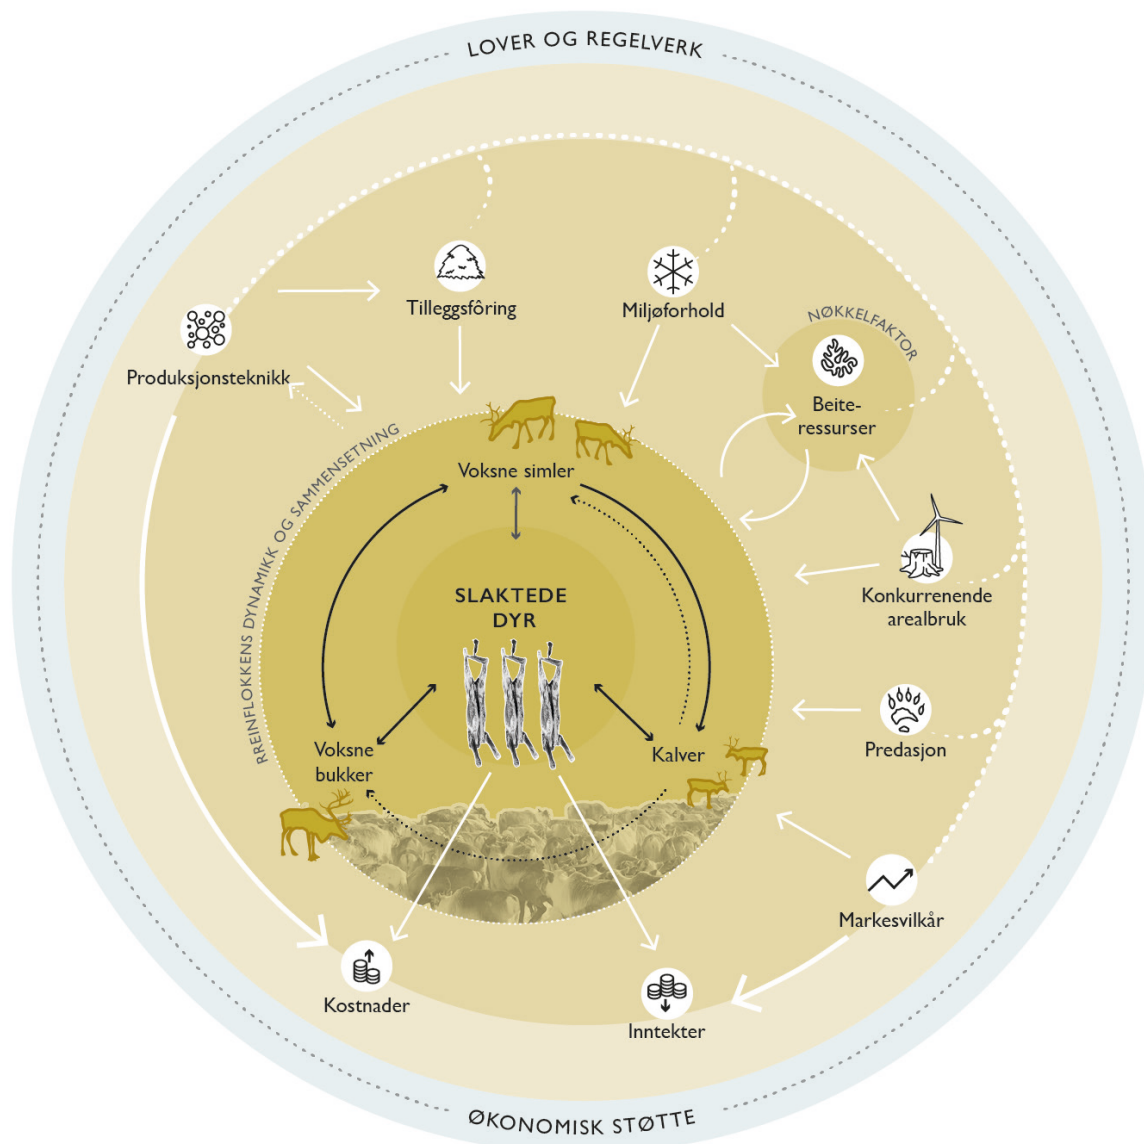 LOVER OG REGELVERK
Tilleggsfôring
Miljøforhold
NØKKELFAKTOR
Produksjonsteknikk
Beite-
ressurser
RREINFLOKKENS DYNAMIKK OG SAMMENSETNING
Voksne simler
SLAKTEDE
DYR
Konkurrenende
arealbruk
Voksne
bukker
Kalver
Predasjon
Markesvilkår
Kostnader
Inntekter
ØKONOMISK STØTTE